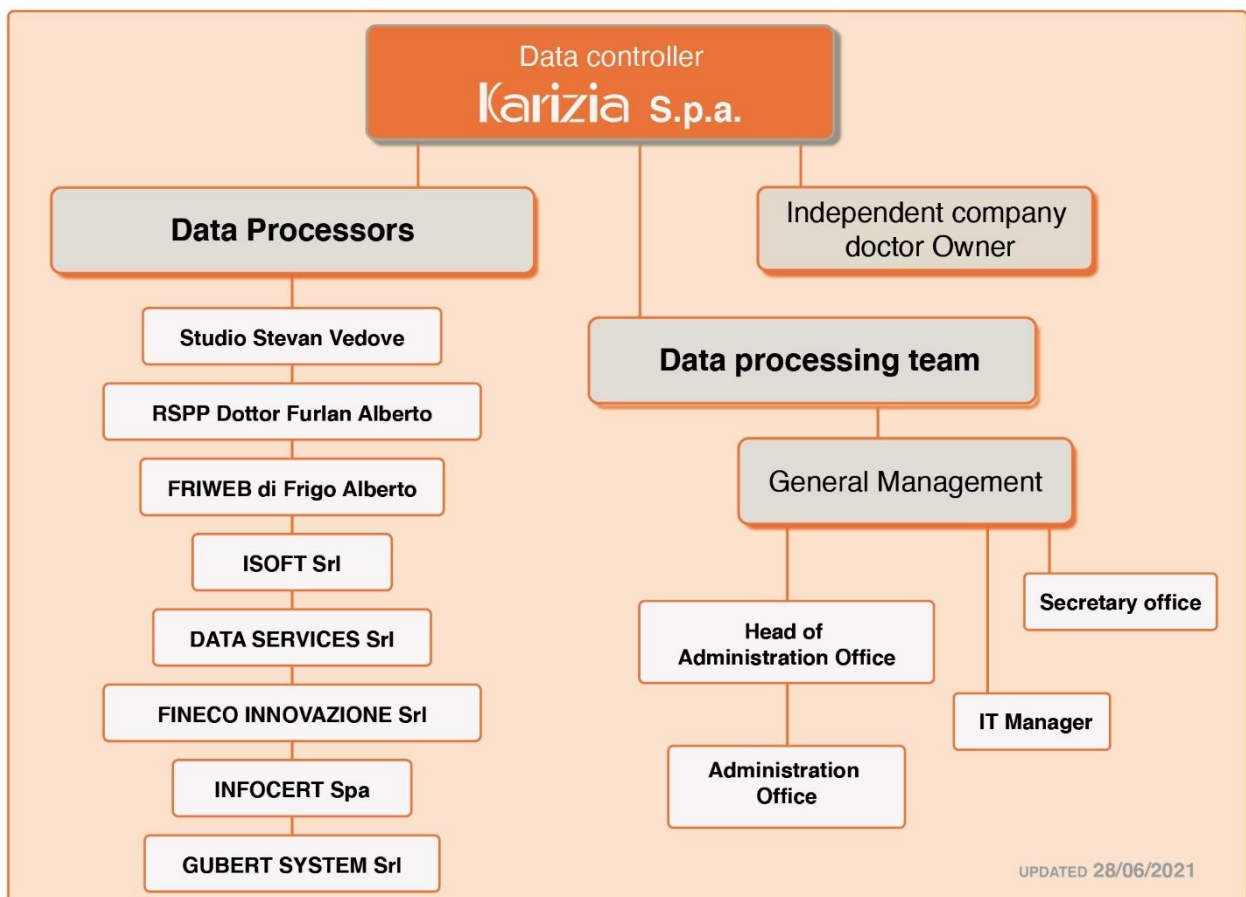 Data controller
Karizia S.p.a.
Data Processors
Studio Stevan Vedove
RSPP Dottor Furlan Alberto
FRIWEB di Frigo Alberto
ISOFT Srl
DATA SERVICES Srl
FINECO INNOVAZIONE Srl
INFOCERT Spa
GUBERT SYSTEM Srl
Independent company
doctor Owner
Data processing team
General Management
Head of
Administration Office
Administration
Office
IT Manager
Secretary office
UPDATED 28/06/2021